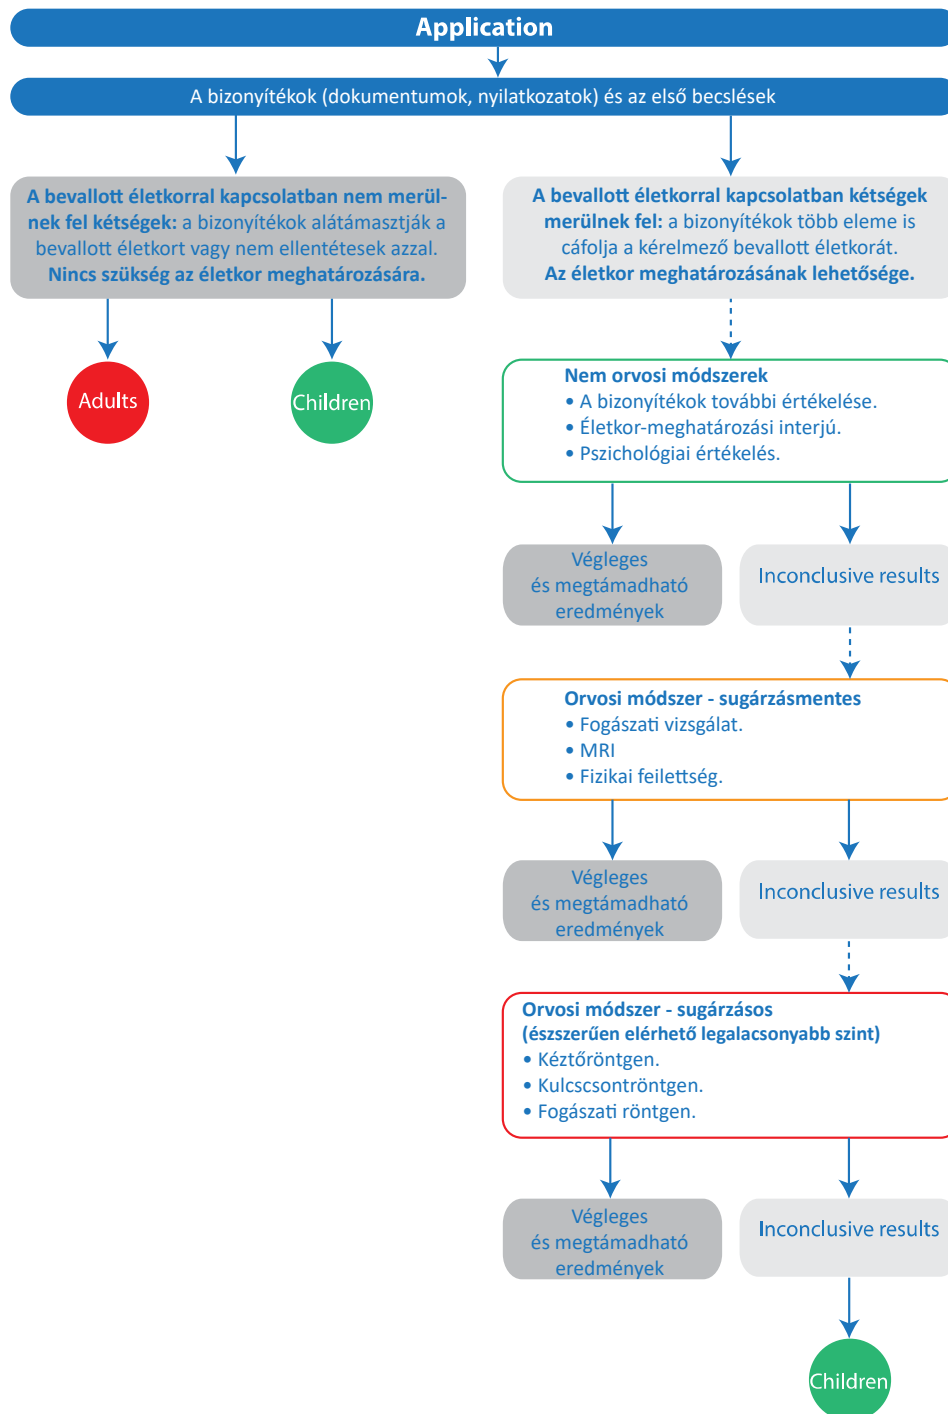 Application
A bizonyítékok (dokumentumok, nyilatkozatok) és az első becslések
A bevallott életkorral kapcsolatban nem merül-
nek fel kétségek: a bizonyítékok alátámasztják a
bevallott életkort vagy nem ellentétesek azzal.
Nincs szükség az életkor meghatározására.
A bevallott életkorral kapcsolatban kétségek
merülnek fel: a bizonyítékok több eleme is
cáfolja a kérelmező bevallott életkorát.
Az életkor meghatározásának lehetősége.
Adults
Children
Nem orvosi módszerek
• A bizonyítékok további értékelése.
• Életkor-meghatározási interjú.
• Pszichológiai értékelés.
Végleges
és megtámadható
eredmények
Inconclusive results
Orvosi módszer - sugárzásmentes
• Fogászati vizsgálat.
• MRI
• Fizikai feilettség.
Végleges
és megtámadható
eredmények
Inconclusive results
Orvosi módszer - sugárzásos
(észszerűen elérhető legalacsonyabb szint)
• Kéztőröntgen.
• Kulcscsontröntgen.
• Fogászati röntgen.
Végleges
és megtámadható
eredmények
Inconclusive results
Children